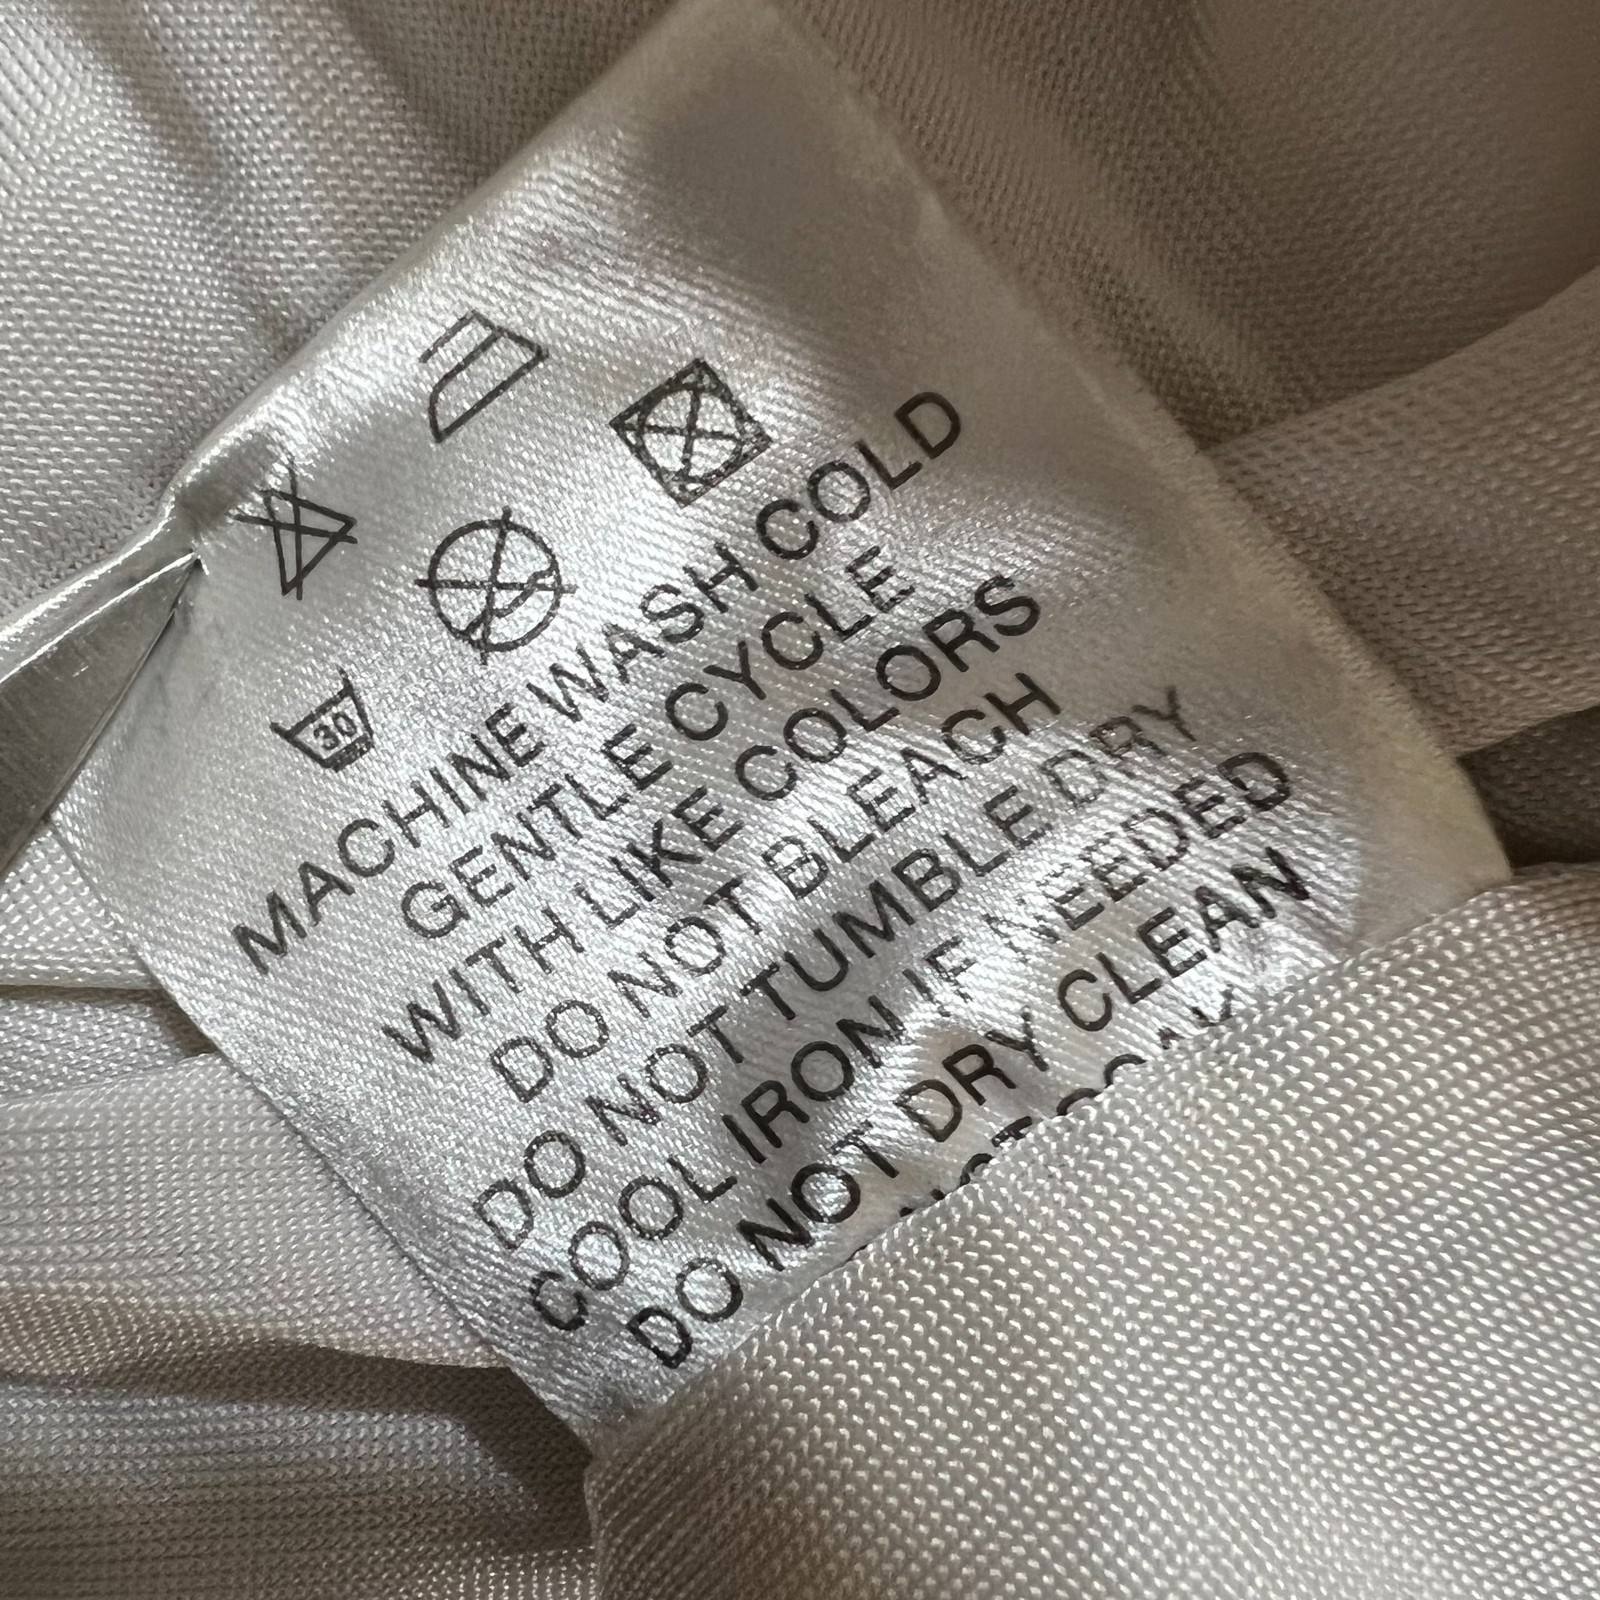 30
MACHINE WASH COLD
GENTLE CYCLE
WITH LIKE COLORS
DO NOT BLEACH
DO NOT TUMBLE DRY
COOL IRON IF NEEDED
DO NOT DRY CLEAN